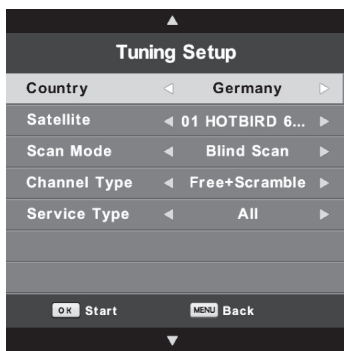 Tuning Setup
Country Germany
Satellite 01 HOTBIRD 6...
Scan Mode Blind Scan
Channel Type Free+Scramble
Service Type All
OK Start MENU Back